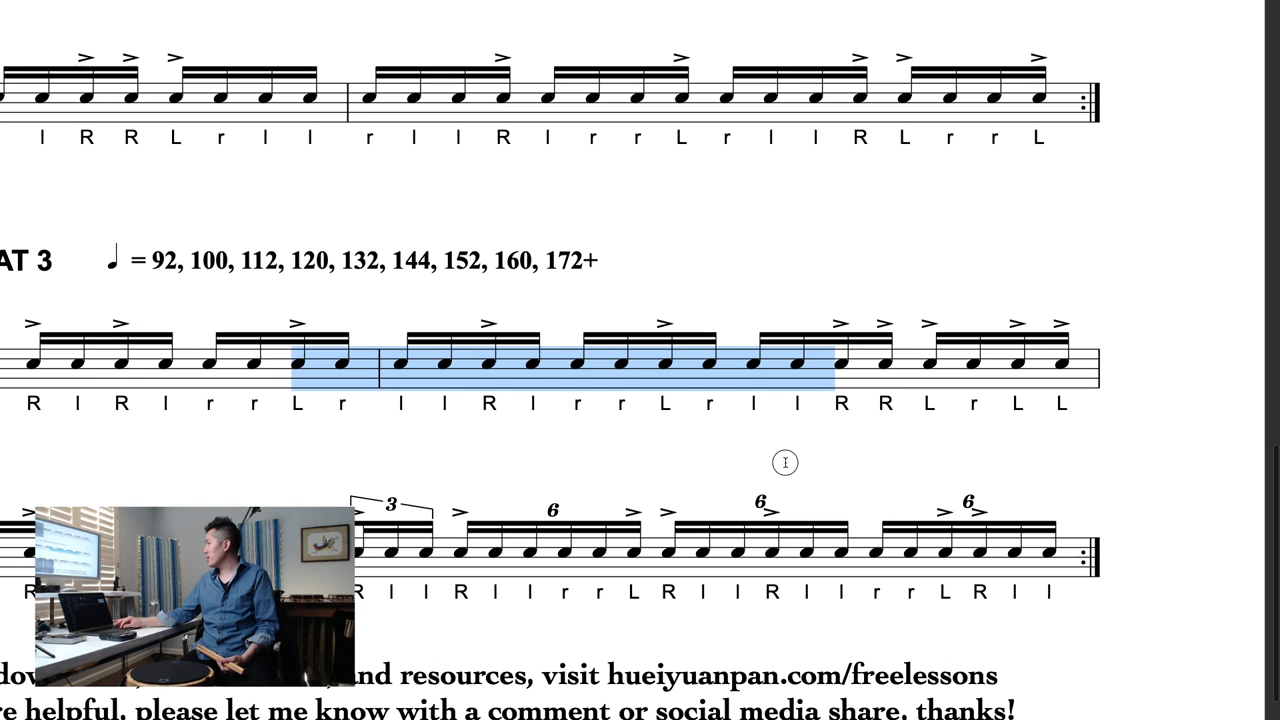 l R R L r l l r l l R l r r L r l l R L r r L
AT 3 = 92, 100, 112, 120, 132, 144, 152, 160, 172+
R l R l r r L r l l R l r r L r l l R R L r L L
3 6 6 6
R R l l R l l r r L R l l R l l r r L R l l
and resources, visit hueiyuanpan.com/freelessons
re helpful, please let me know with a comment or social media share, thanks!